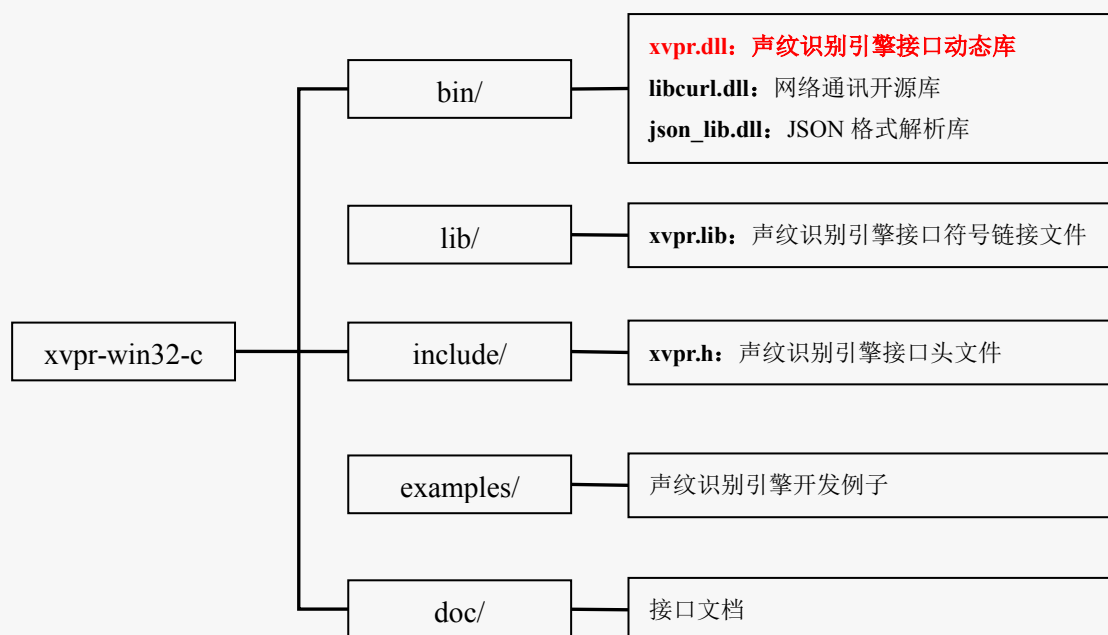 xvpr-win32-c
bin/
xvpr.dll：声纹识别引擎接口动态库
libcurl.dll：网络通讯开源库
json_lib.dll：JSON 格式解析库
lib/
xvpr.lib：声纹识别引擎接口符号链接文件
include/
xvpr.h：声纹识别引擎接口头文件
examples/
声纹识别引擎开发例子
doc/
接口文档